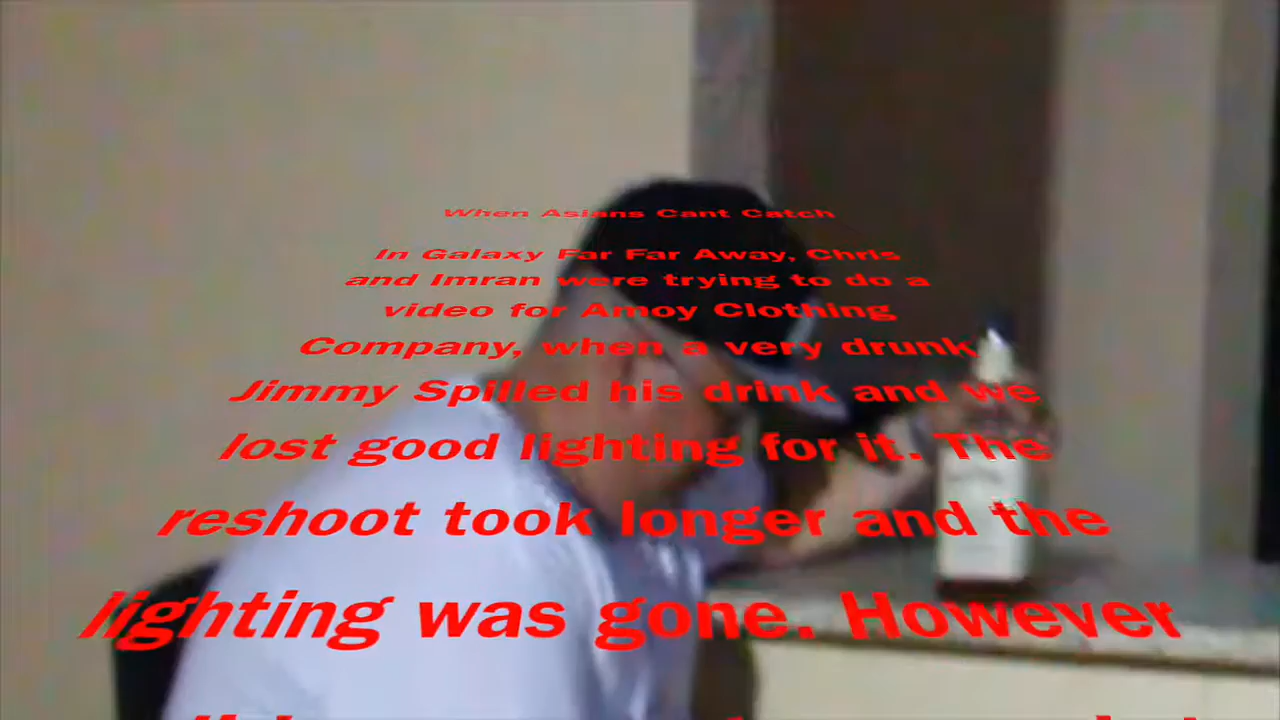 When Asians Cant Catch
In Galaxy Far Far Away, Chris
and Imran were trying to do a
video for Amoy Clothing
Company, when a very drunk
Jimmy Spilled his drink and we
lost good lighting for it. The
reshoot took longer and the
lighting was gone. However